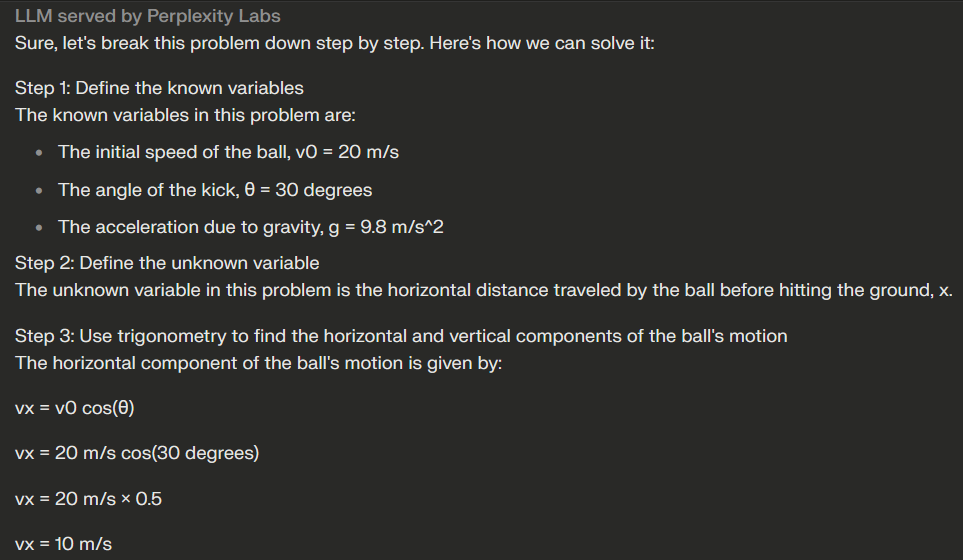 LLM served by Perplexity Labs
Sure, let's break this problem down step by step. Here's how we can solve it:
Step 1: Define the known variables
The known variables in this problem are:
• The initial speed of the ball, v0 = 20 m/s
• The angle of the kick, θ = 30 degrees
• The acceleration due to gravity, g = 9.8 m/s^2
Step 2: Define the unknown variable
The unknown variable in this problem is the horizontal distance traveled by the ball before hitting the ground, x.
Step 3: Use trigonometry to find the horizontal and vertical components of the ball's motion
The horizontal component of the ball's motion is given by:
vx = v0 cos(θ)
vx = 20 m/s cos(30 degrees)
vx = 20 m/s × 0.5
vx = 10 m/s